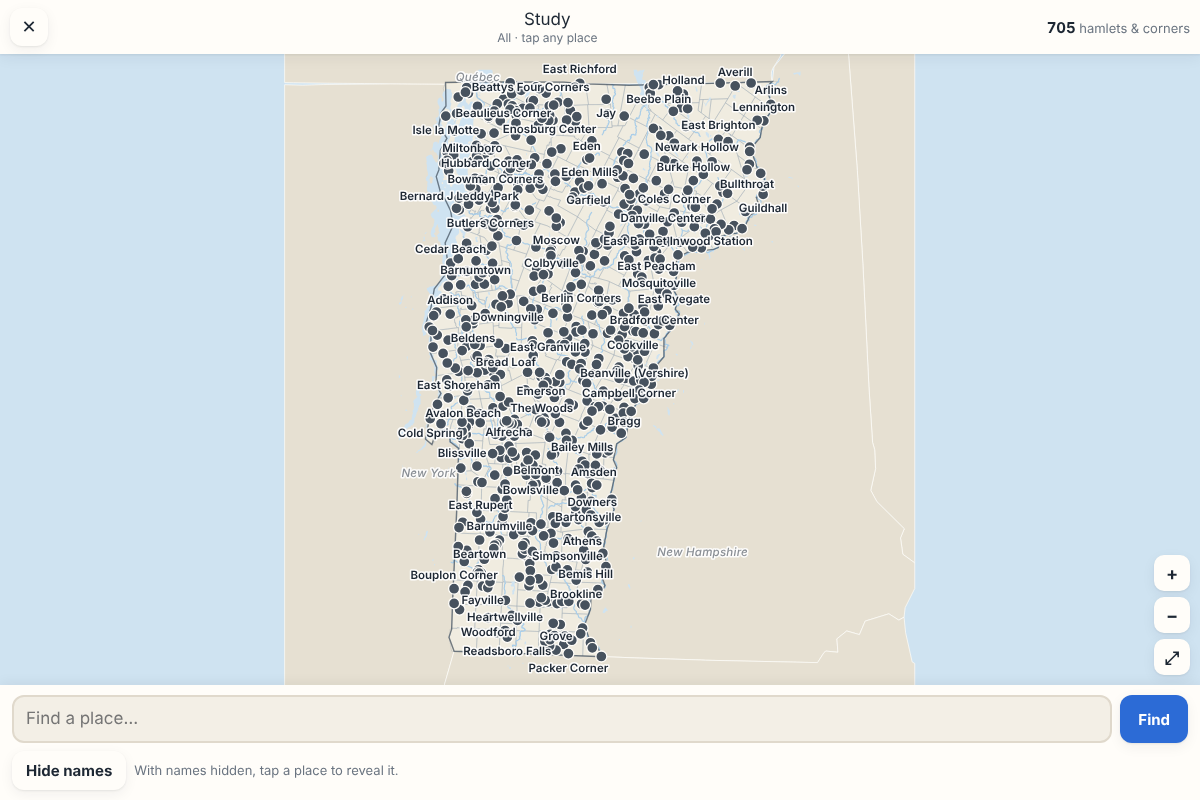 ✕
Study
All · tap any place
705 hamlets & corners
East Richford
Averill
Québec
Holland
Beattys Four Corners
Arlins
Beebe Plain
Lennington
Beaulieus Corner
Jay
East Brighton
Isle la Motte
Enosburg Center
Miltonboro
Eden
Newark Hollow
Hubbard Corner
Burke Hollow
Eden Mills
Bowman Corners
Bullthroat
Bernard J Leddy Park
Garfield
Coles Corner
Guildhall
Butlers Corners
Danville Center
Moscow
East Barnet
Inwood Station
Cedar Beach
Colbyville
East Peacham
Barnumtown
Mosquitoville
Addison
Berlin Corners
East Ryegate
Downingville
Bradford Center
Beldens
East Granville
Cookville
Bread Loaf
Beanville (Vershire)
East Shoreham
Emerson
Campbell Corner
Avalon Beach
The Woods
Bragg
Cold Spring
Alfrecha
Bailey Mills
Blissville
New York
Belmont
Amsden
Bowlsville
East Rupert
Downers
Bartonsville
Barnumville
Athens
Beartown
Simpsonville
New Hampshire
Bouplon Corner
Bemis Hill
Fayville
Brookline
Heartwellville
Woodford
Grove
Readsboro Falls
Packer Corner
+
−
Find a place...
Find
Hide names
With names hidden, tap a place to reveal it.